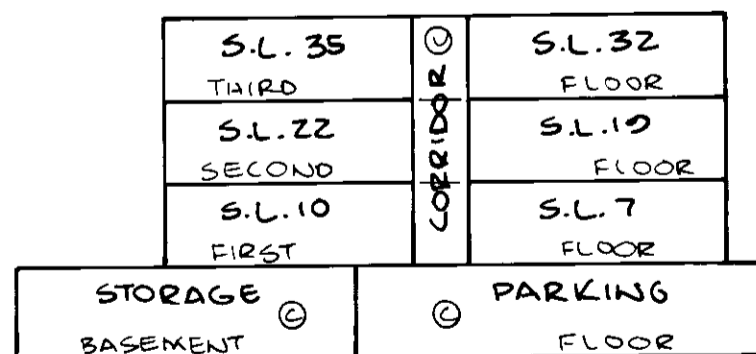 S.L. 35 Ⓒ S.L. 32
THIRD FLOOR
CORRIDOR
S.L. 22 S.L. 19
SECOND FLOOR
S.L. 10 S.L. 7
FIRST FLOOR
STORAGE Ⓒ Ⓒ PARKING
BASEMENT FLOOR